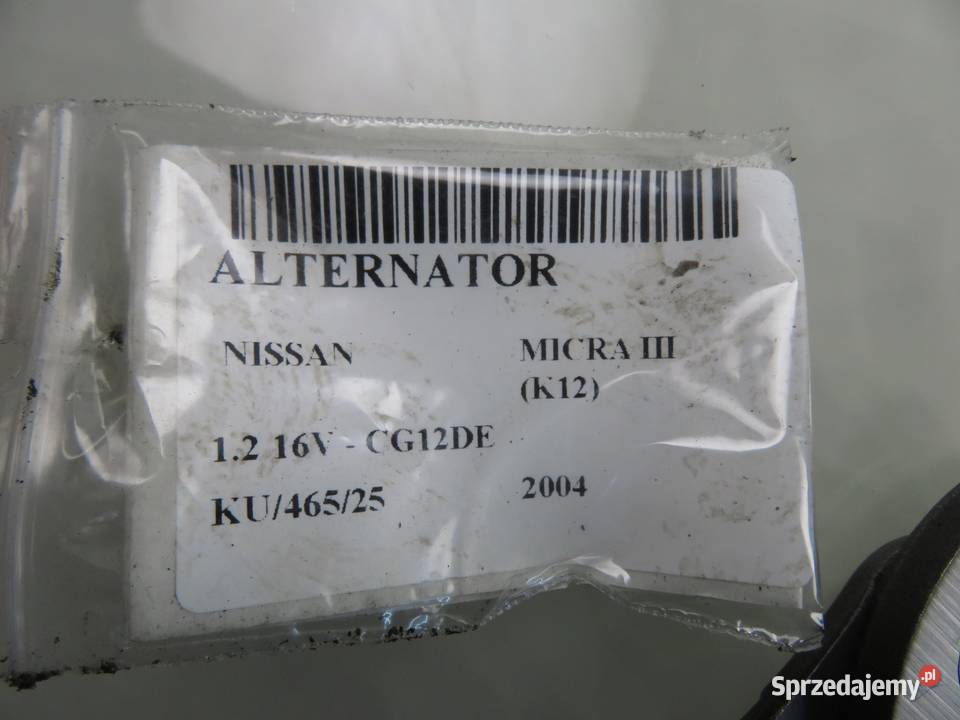 ALTERNATOR
NISSAN MICRA III
(K12)
1.2 16V - CG12DE
KU/465/25 2004
Sprzedajemy.pl